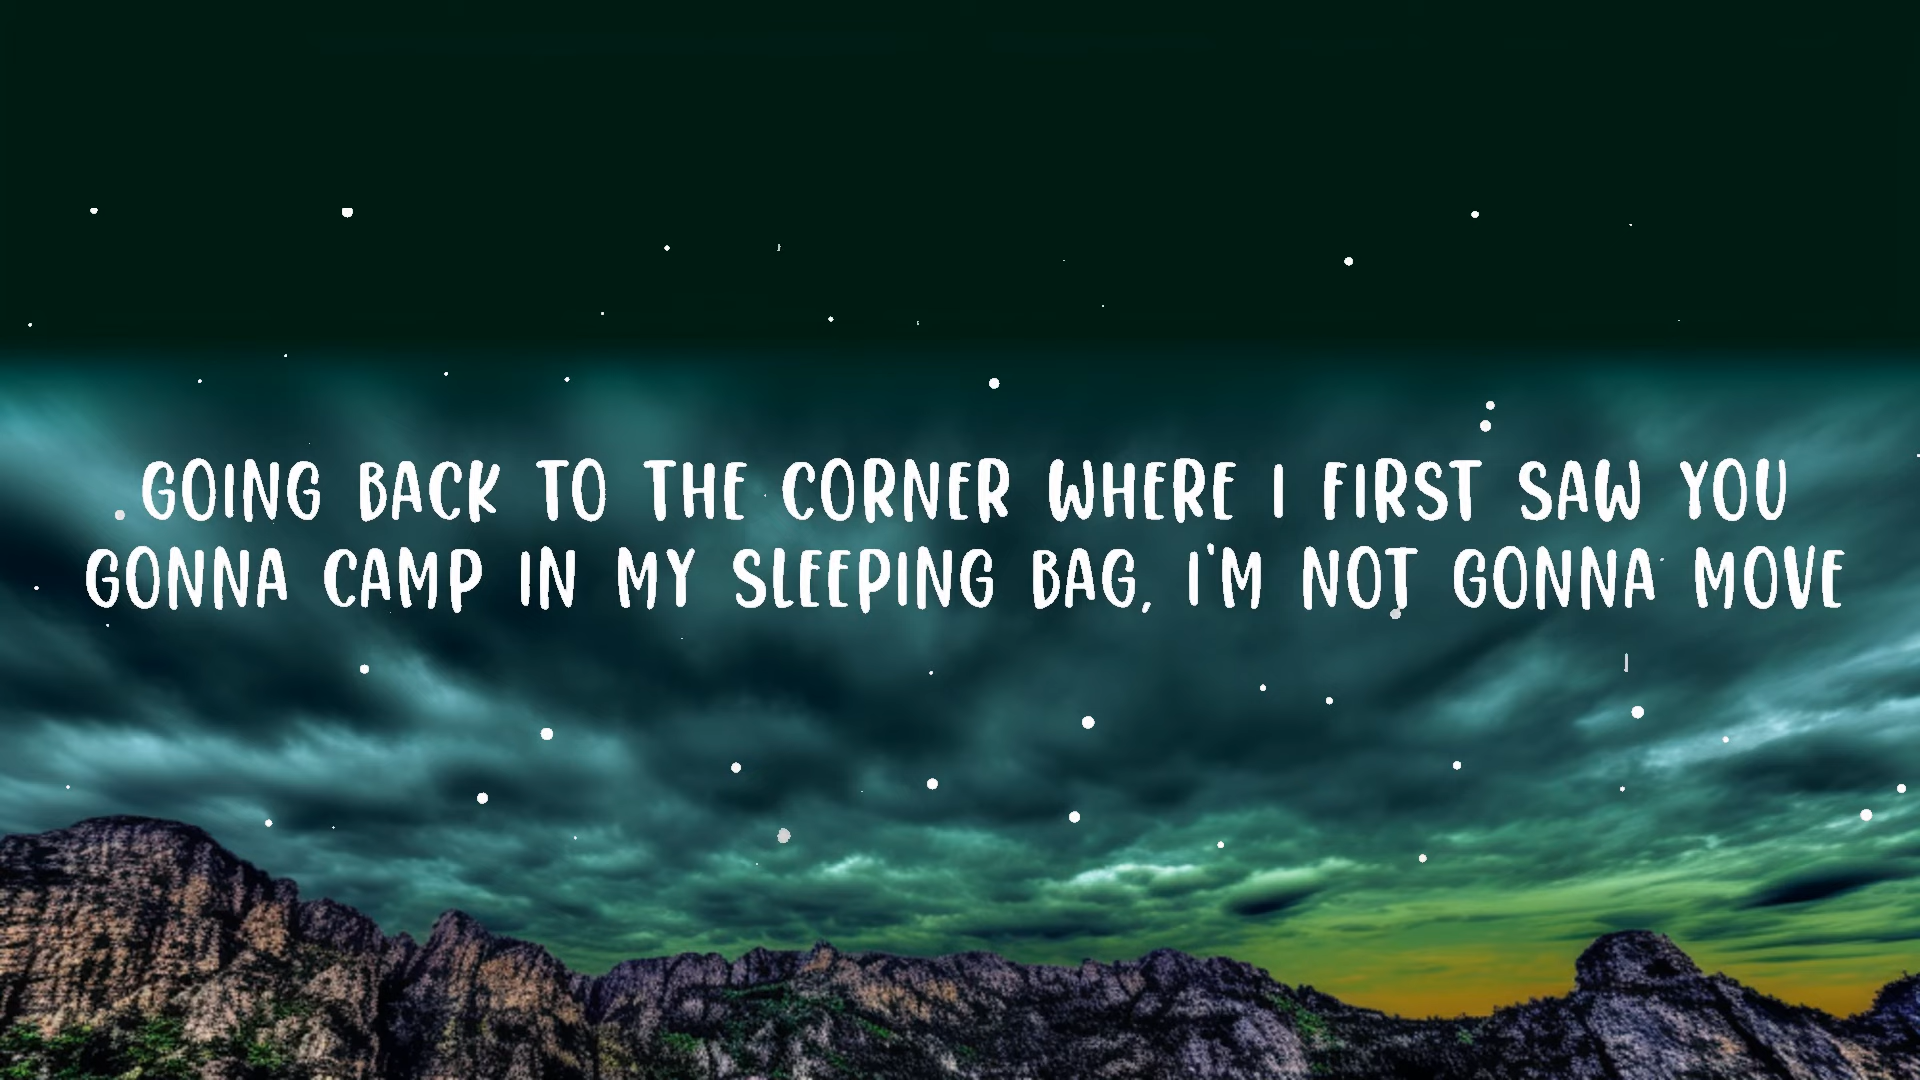 GOING BACK TO THE CORNER WHERE I FIRST SAW YOU
GONNA CAMP IN MY SLEEPING BAG, I'M NOT GONNA MOVE